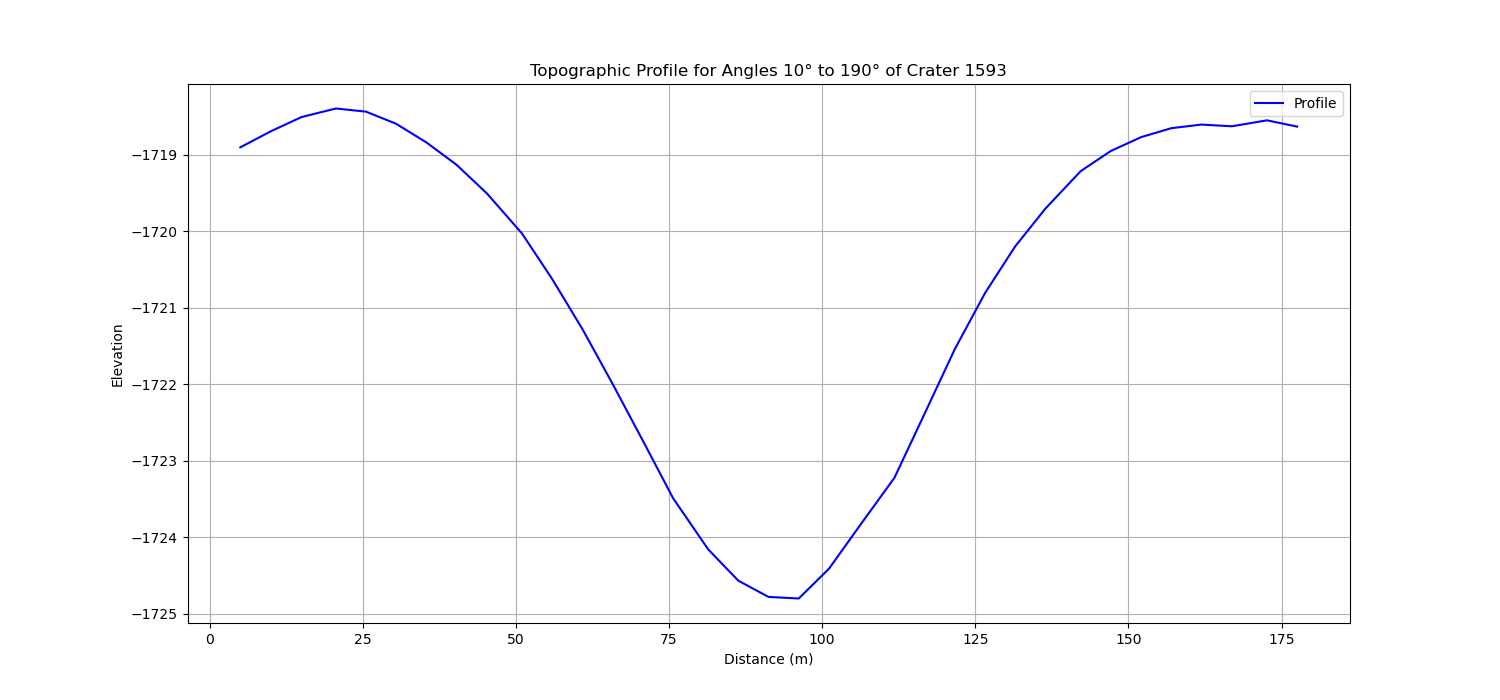 Topographic Profile for Angles 10° to 190° of Crater 1593
Profile
Elevation
−1719
−1720
−1721
−1722
−1723
−1724
−1725
0 25 50 75 100 125 150 175
Distance (m)